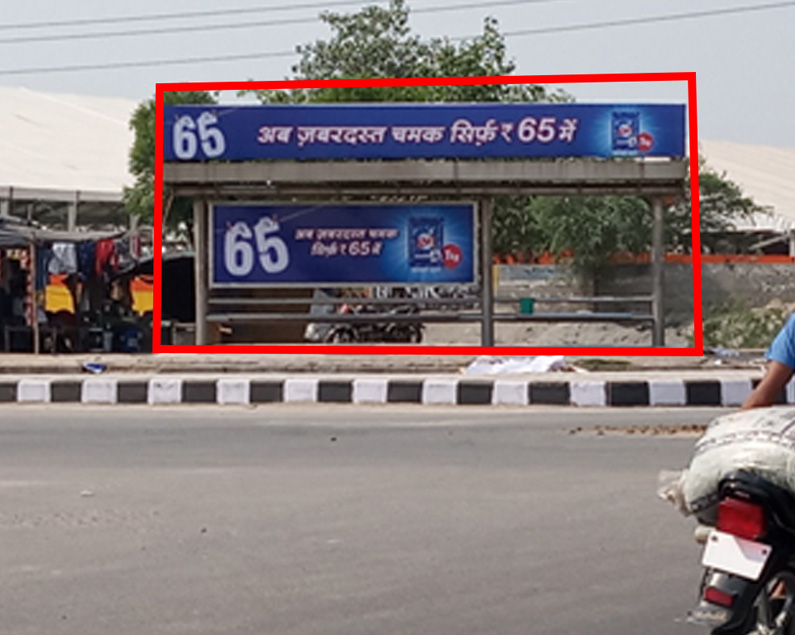 65 अब ज़बरदस्त चमक सिर्फ़ ₹ 65 में
65 अब ज़बरदस्त चमक
सिर्फ़ ₹ 65 में